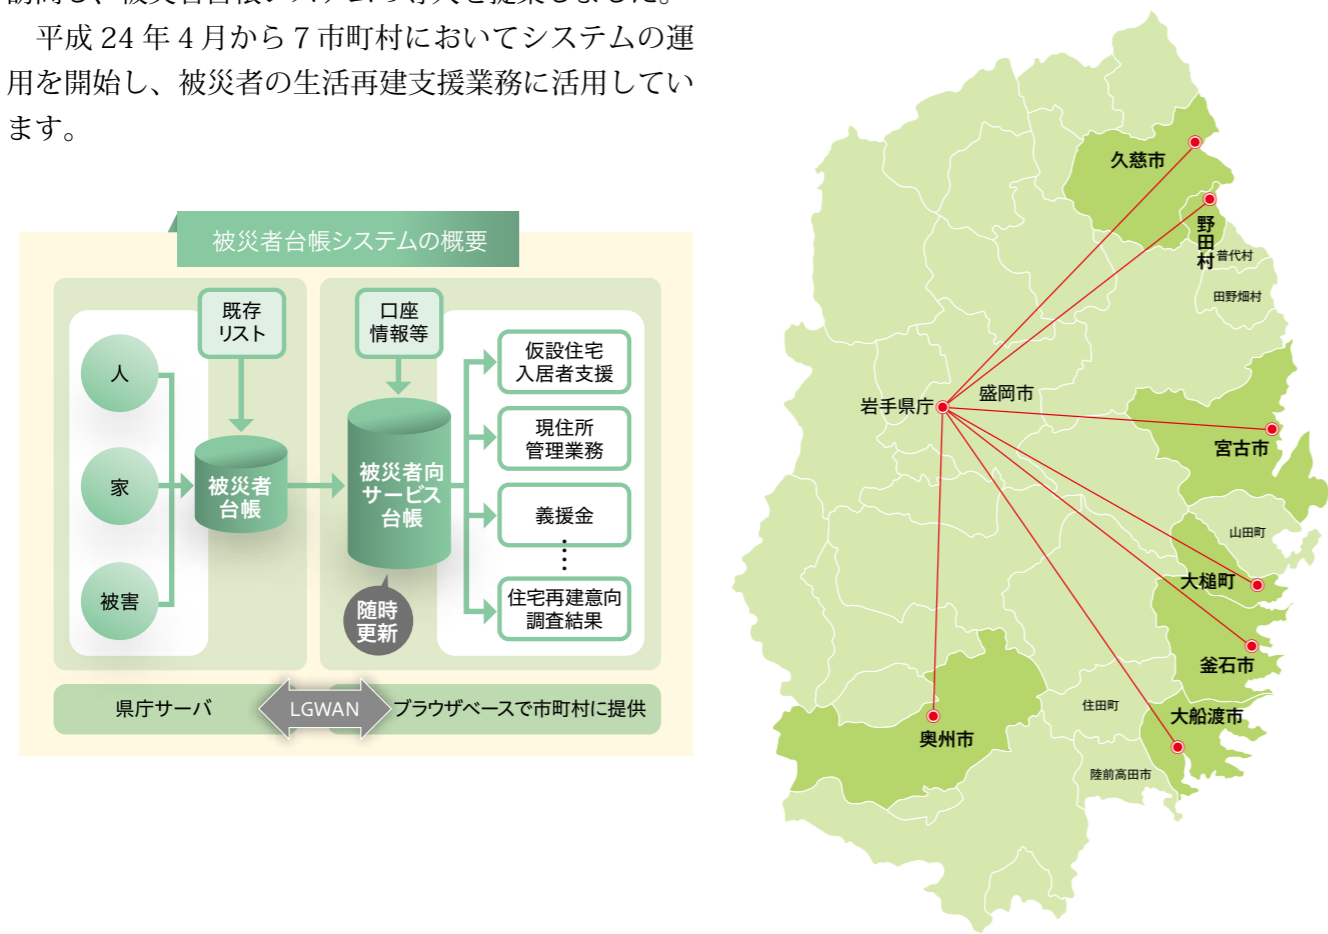 平成 24 年 4 月から 7 市町村においてシステムの運
用を開始し、被災者の生活再建支援業務に活用してい
ます。
被災者台帳システムの概要
人
家
被害
既存
リスト
被災者
台帳
口座
情報等
被災者向
サービス
台帳
随時
更新
仮設住宅
入居者支援
現住所
管理業務
義援金
住宅再建意向
調査結果
県庁サーバ
LGWAN
ブラウザベースで市町村に提供
久慈市
野田村
普代村
田野畑村
盛岡市
岩手県庁
宮古市
山田町
大槌町
釜石市
住田町
大船渡市
奥州市
陸前高田市